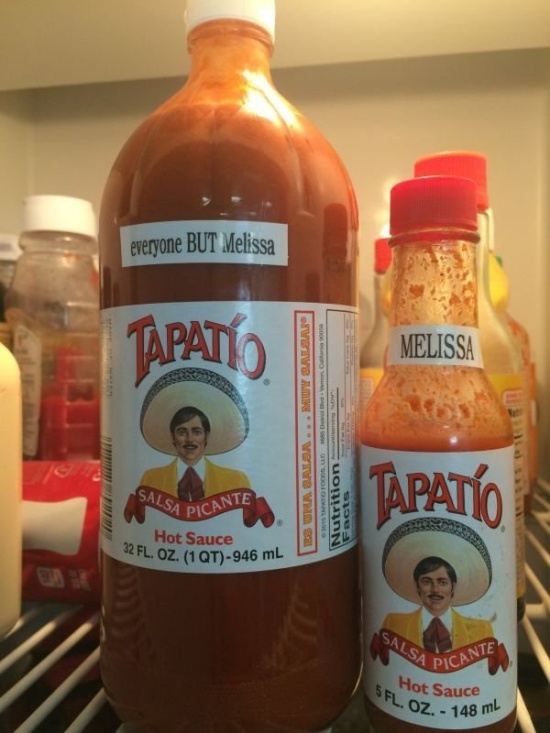 everyone BUT Melissa
TAPATÍO
SALSA PICANTE
Hot Sauce
32 FL. OZ. (1 QT)-946 mL
ES UNA SALSA... MUY SALSA!
Nutrition
Facts
MELISSA
TAPATÍO
SALSA PICANTE
Hot Sauce
5 FL. OZ. - 148 mL